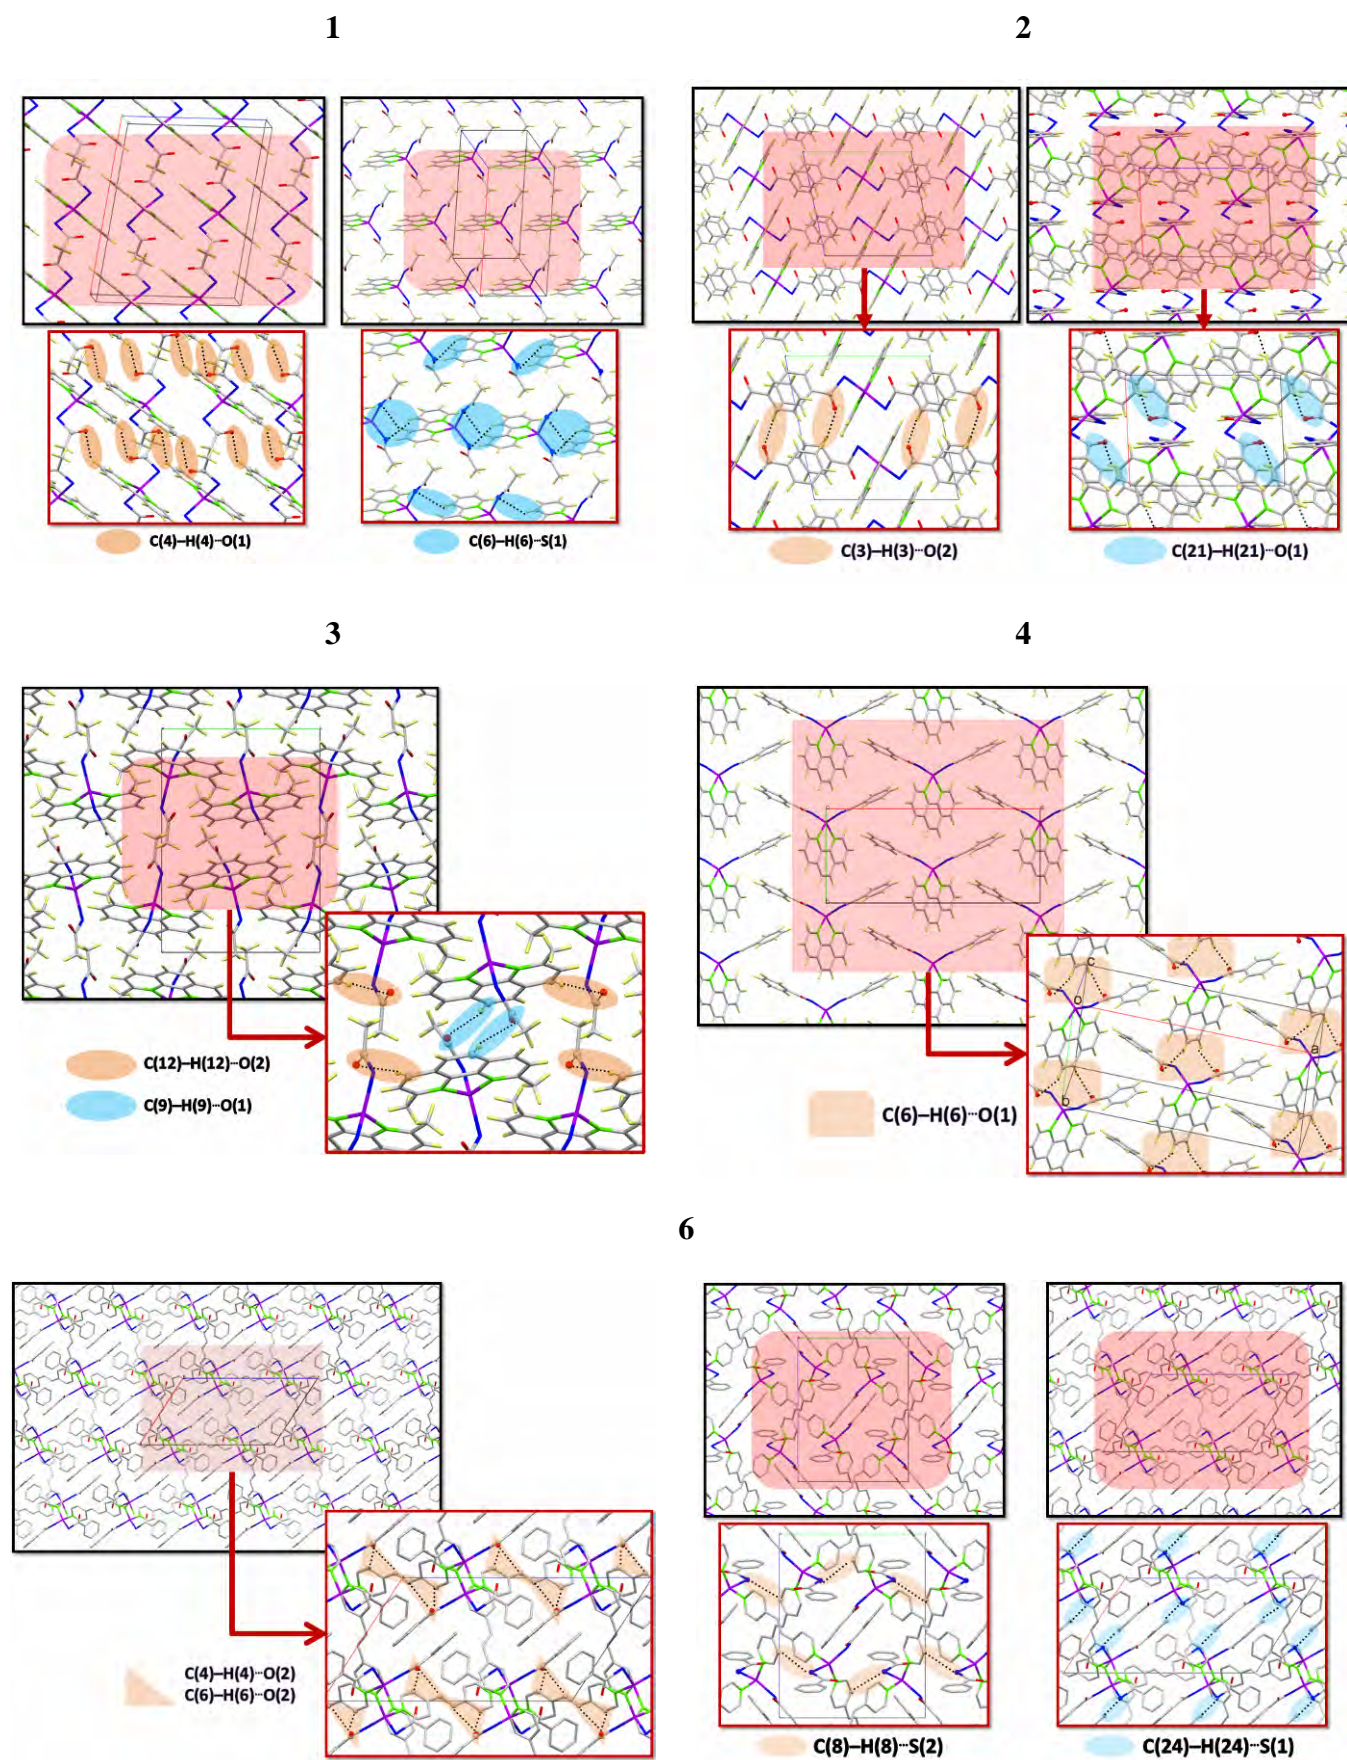 1
2
C(4)–H(4)···O(1)
C(6)–H(6)···S(1)
C(3)–H(3)···O(2)
C(21)–H(21)···O(1)
3
4
C(12)–H(12)···O(2)
C(9)–H(9)···O(1)
C(6)–H(6)···O(1)
c
o
a
b
6
C(4)–H(4)···O(2)
C(6)–H(6)···O(2)
C(8)–H(8)···S(2)
C(24)–H(24)···S(1)